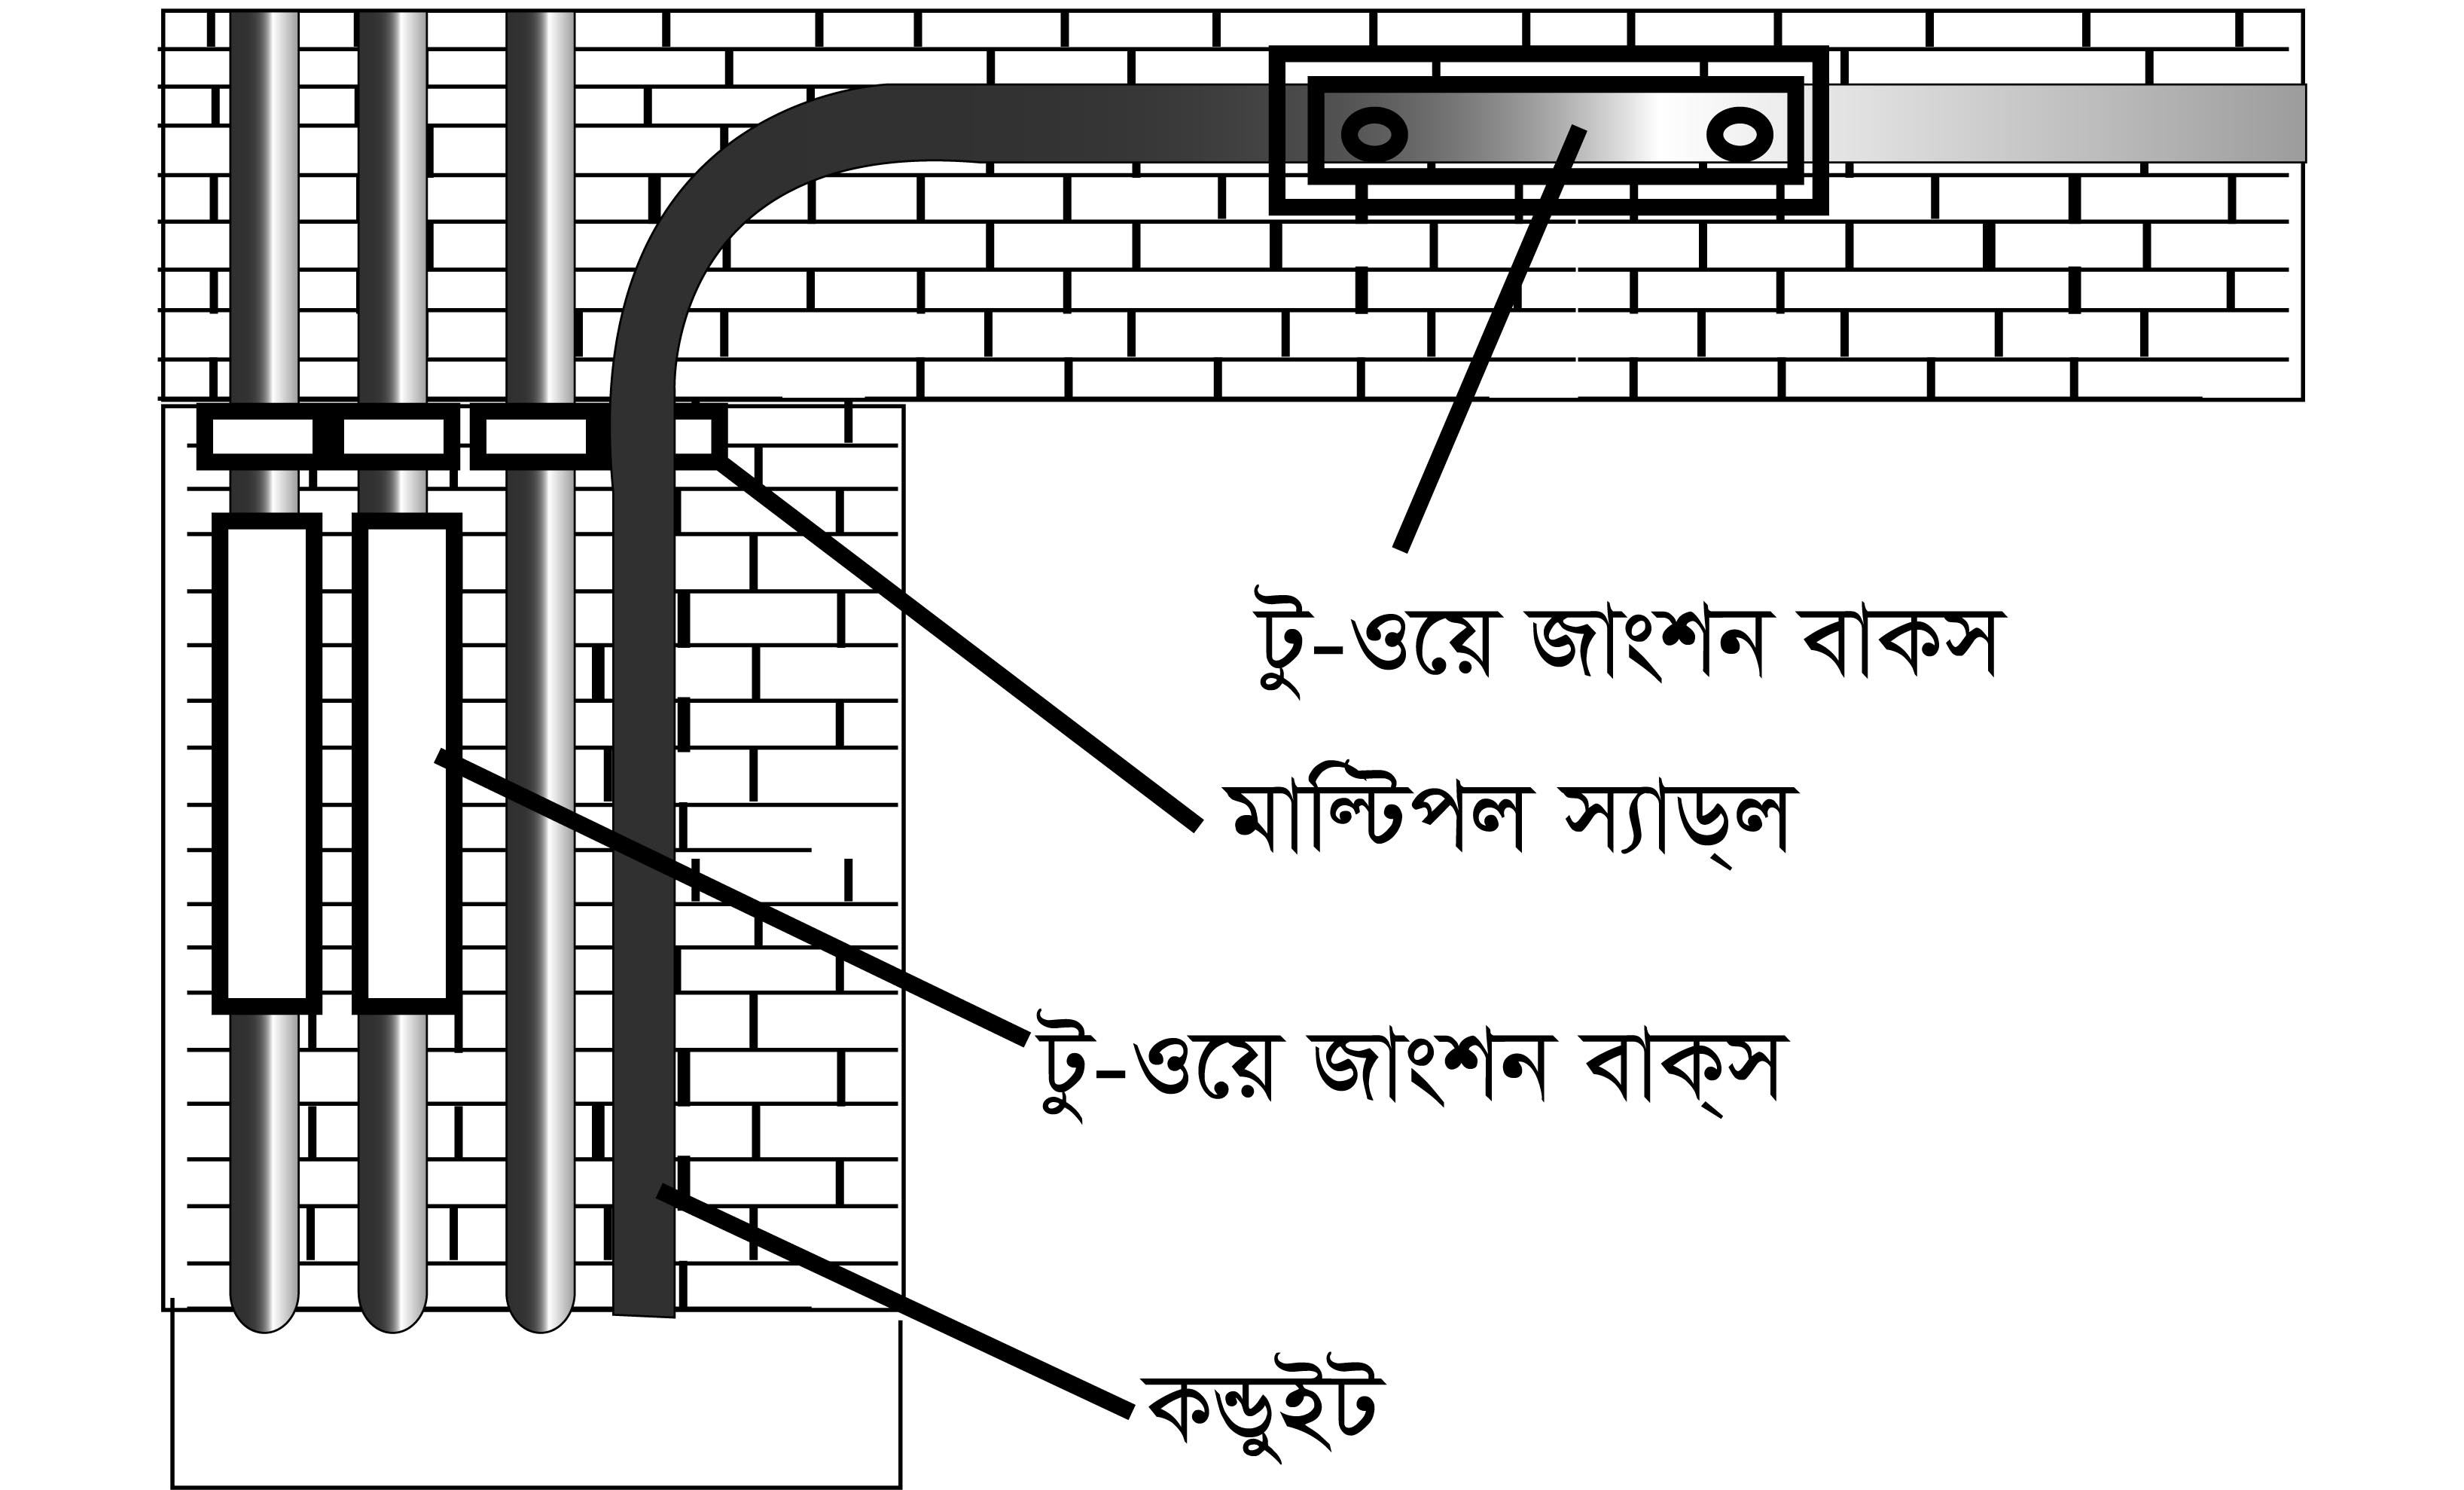 টু-ওয়ে জাংশন বাকস
মাল্টিপল স্যাড্‌ল
টু-ওয়ে জাংশন বাক্‌স
কন্ডুইট